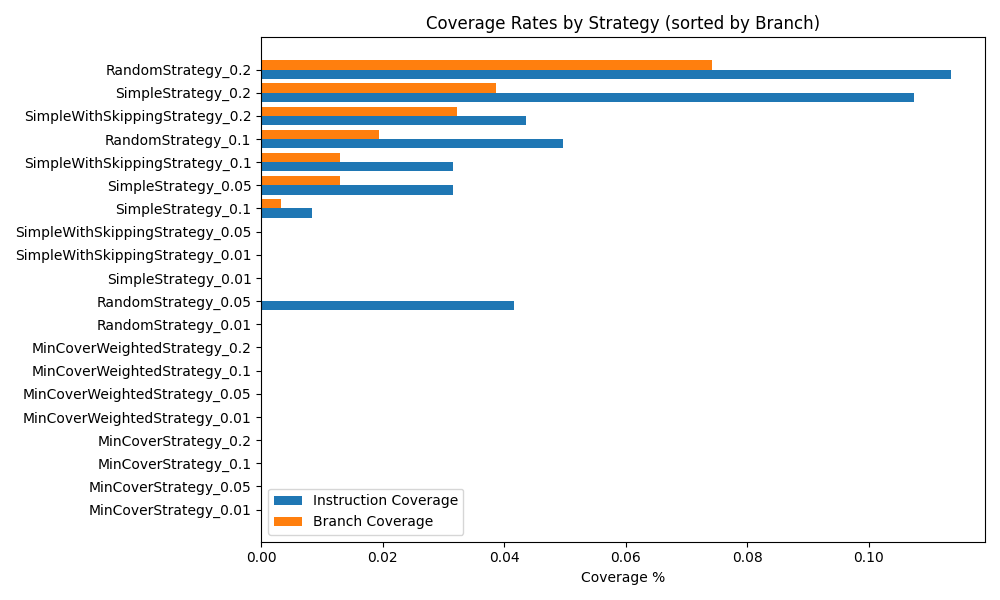 Coverage Rates by Strategy (sorted by Branch)
RandomStrategy_0.2
SimpleStrategy_0.2
SimpleWithSkippingStrategy_0.2
RandomStrategy_0.1
SimpleWithSkippingStrategy_0.1
SimpleStrategy_0.05
SimpleStrategy_0.1
SimpleWithSkippingStrategy_0.05
SimpleWithSkippingStrategy_0.01
SimpleStrategy_0.01
RandomStrategy_0.05
RandomStrategy_0.01
MinCoverWeightedStrategy_0.2
MinCoverWeightedStrategy_0.1
MinCoverWeightedStrategy_0.05
MinCoverWeightedStrategy_0.01
MinCoverStrategy_0.2
MinCoverStrategy_0.1
MinCoverStrategy_0.05
MinCoverStrategy_0.01
Instruction Coverage
Branch Coverage
0.00 0.02 0.04 0.06 0.08 0.10
Coverage %